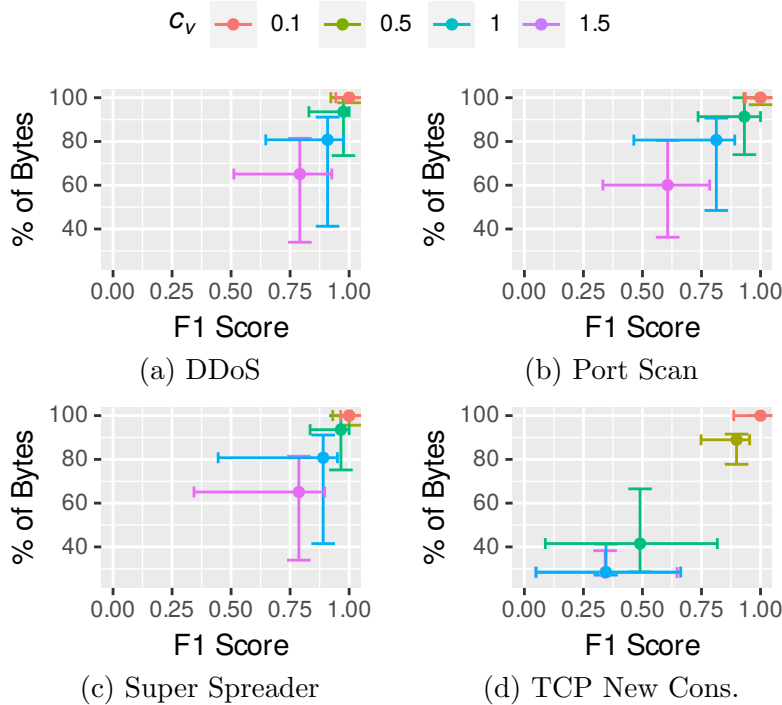 Cv 0.1 0.5 1 1.5
% of Bytes
100
80
60
40
0.00 0.25 0.50 0.75 1.00
F1 Score
(a) DDoS
% of Bytes
100
80
60
40
0.00 0.25 0.50 0.75 1.00
F1 Score
(b) Port Scan
% of Bytes
100
80
60
40
0.00 0.25 0.50 0.75 1.00
F1 Score
(c) Super Spreader
% of Bytes
100
80
60
40
0.00 0.25 0.50 0.75 1.00
F1 Score
(d) TCP New Cons.